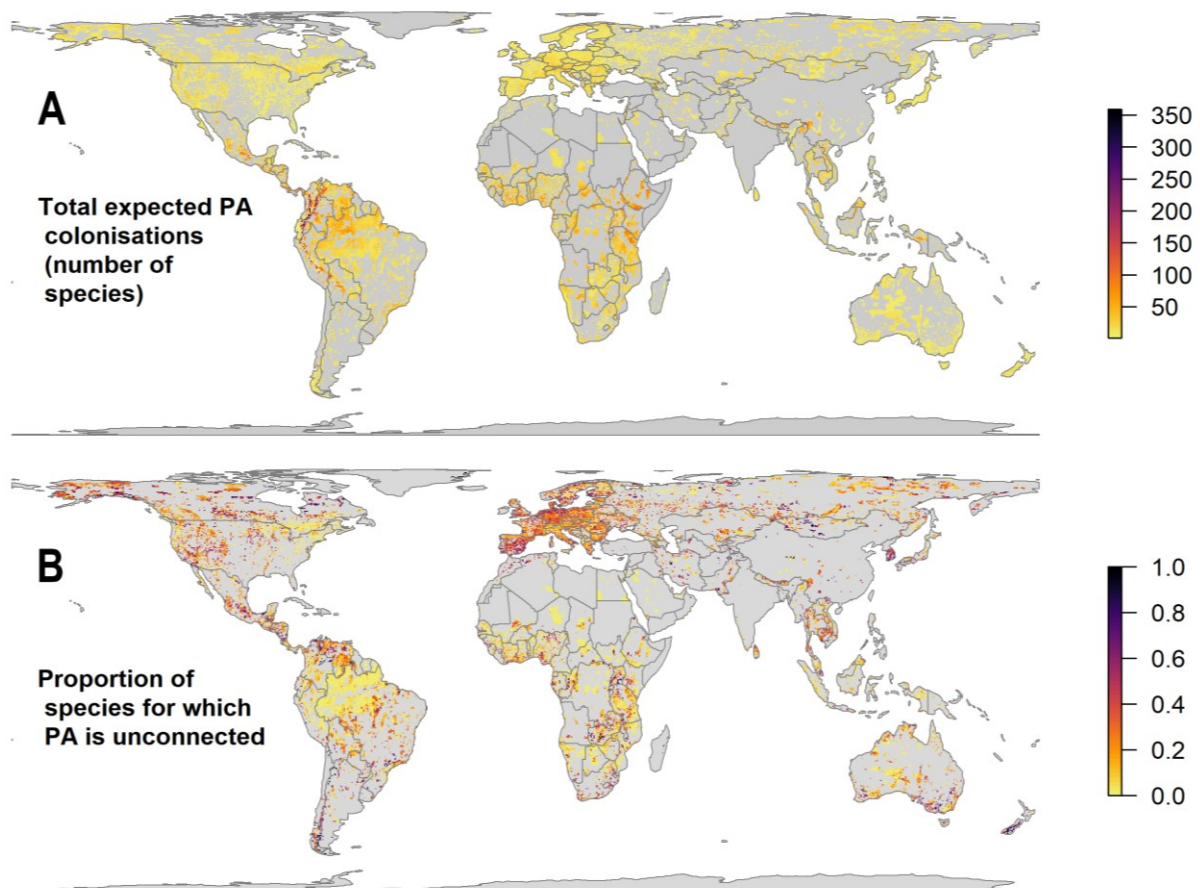 A
Total expected PA
colonisations
(number of
species)
350
300
250
200
150
100
50
B
Proportion of
species for which
PA is unconnected
1.0
0.8
0.6
0.4
0.2
0.0